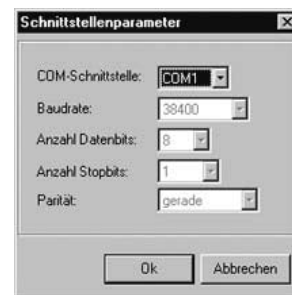 Schnittstellenparameter
COM-Schnittstelle: COM1
Baudrate: 38400
Anzahl Datenbits: 8
Anzahl Stopbits: 1
Parität: gerade
Ok Abbrechen